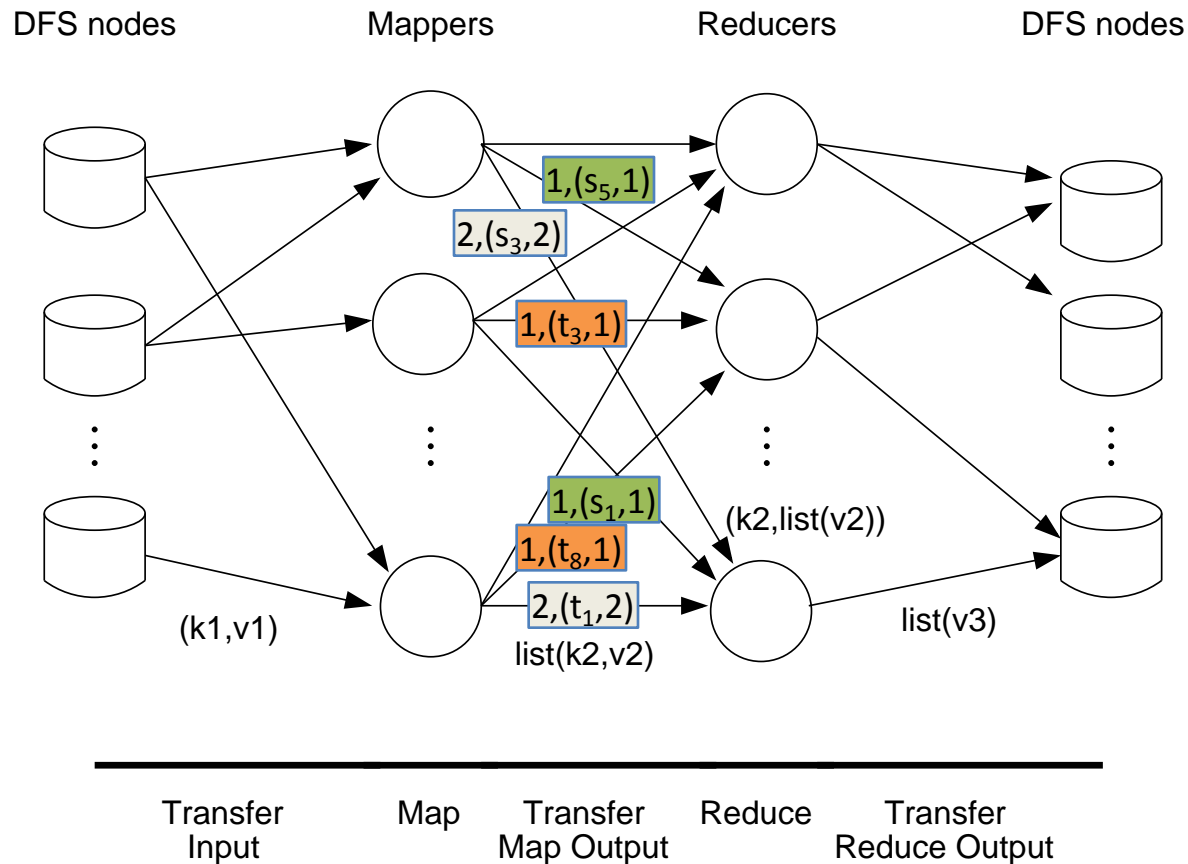 DFS nodes
Mappers
Reducers
DFS nodes
1,(s₅,1)
2,(s₃,2)
1,(t₃,1)
1,(s₁,1)
(k2,list(v2))
1,(t₈,1)
2,(t₁,2)
(k1,v1)
list(k2,v2)
list(v3)
Transfer
Input
Map
Transfer
Map Output
Reduce
Transfer
Reduce Output